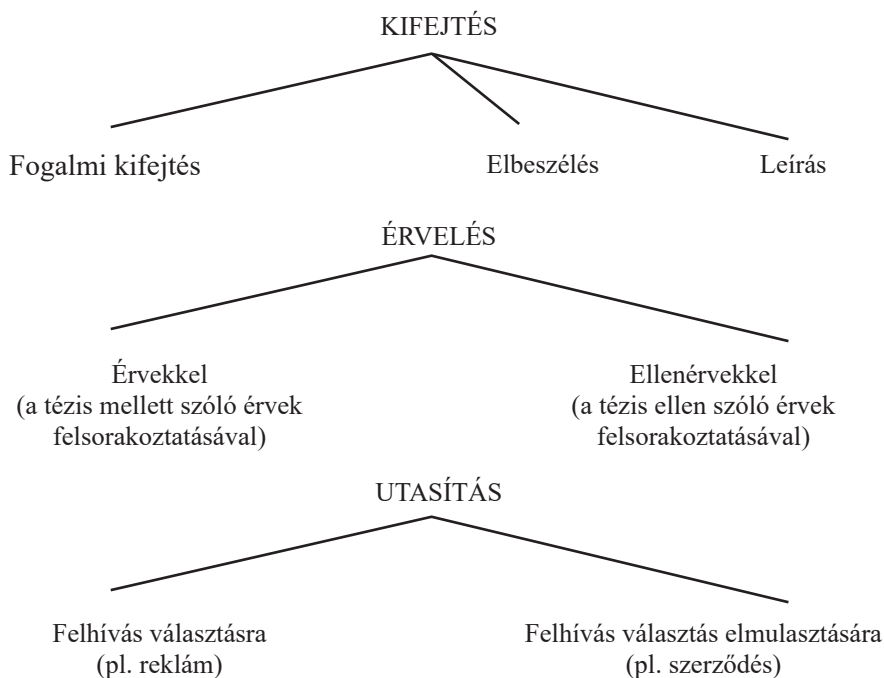 KIFEJTÉS
Fogalmi kifejtés
Elbeszélés
Leírás
ÉRVELÉS
Érvekkel
(a tézis mellett szóló érvek
felsorakoztatásával)
Ellenérvekkel
(a tézis ellen szóló érvek
felsorakoztatásával)
UTASÍTÁS
Felhívás választásra
(pl. reklám)
Felhívás választás elmulasztására
(pl. szerződés)